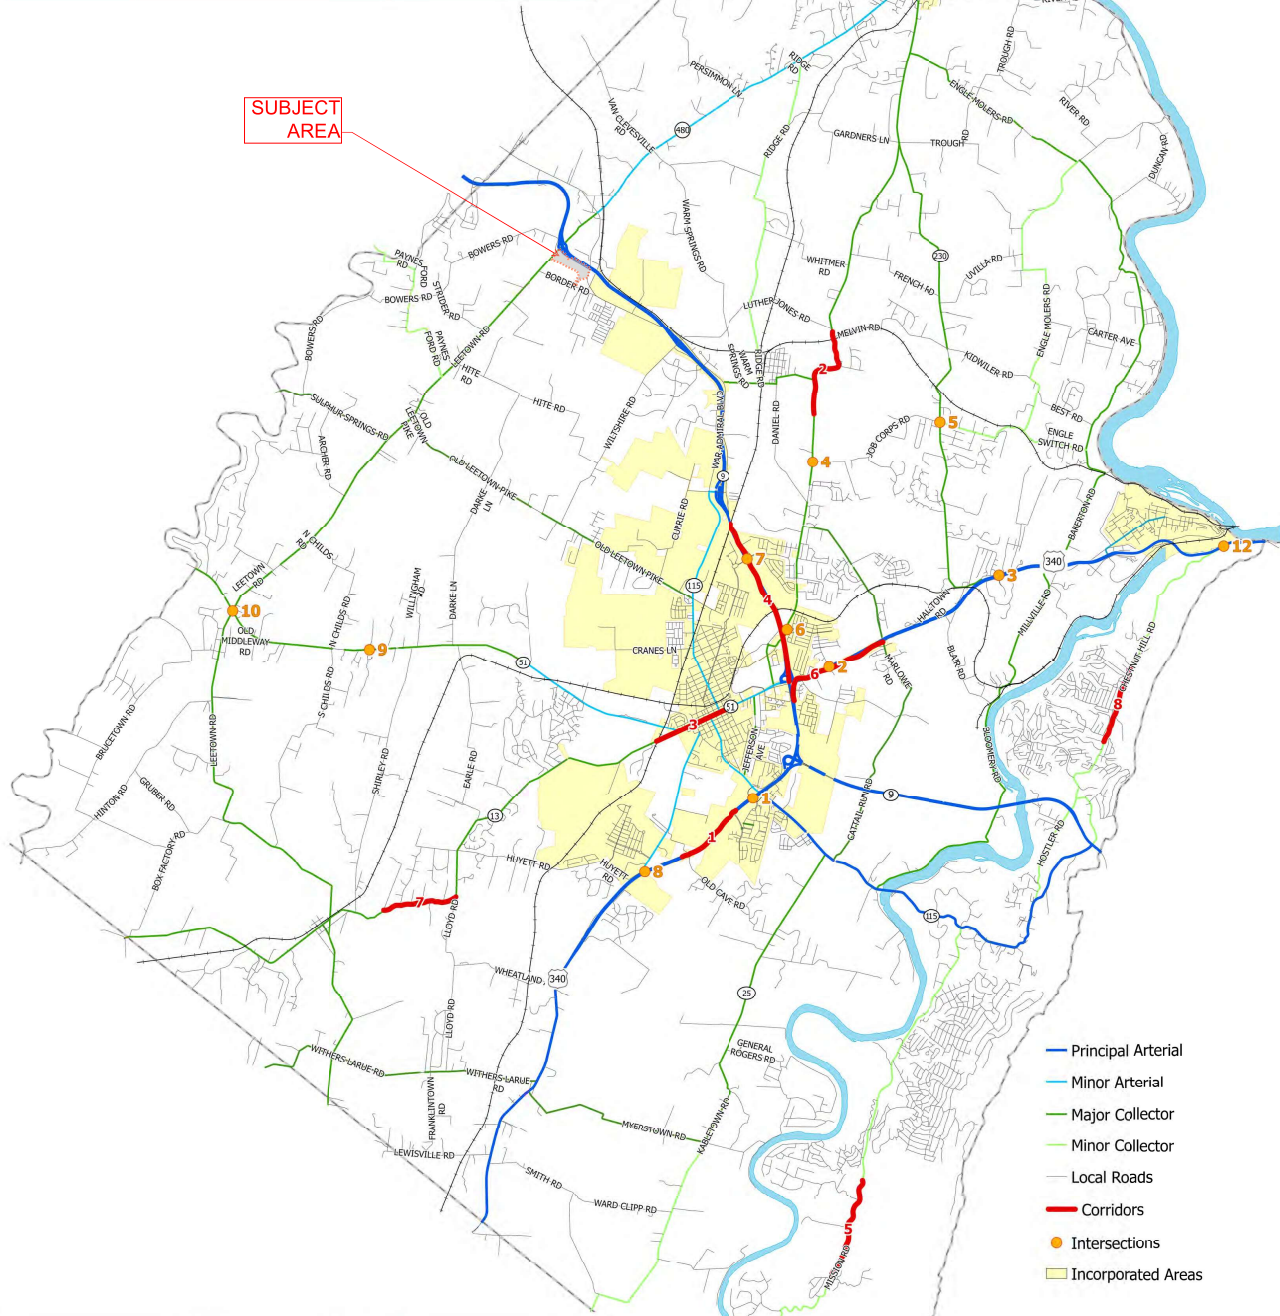 SUBJECT
AREA
RIDGE
RD
PERSIMMON LN
VAN CLEVESVILLE
RD
480
RIDGE RD
GARDNERS LN
TROUGH RD
ENGLE-MOLERS-RD
RIVER RD
TROUGH
RD
DUNCAN RD
WARM SPRINGS RD
BOWERS RD
PAYNES
RD
FORD
BOWERS RD
STRIDER RD
BORDER RD
PAYNES
FORD RD
LEETOWN RD
HITE
RD
HITE RD
BOWERS RD
WHITMER
RD
230
UVILLA RD
FRENCH RD
LUTHER JONES RD
MELVIN RD
KIDWILER RD
ENGLE MOLERS RD
CARTER AVE
WARM
SPRINGS RD
RIDGE RD
2
DANIEL RD
JOB CORPS RD
5
BEST RD
ENGLE
SWITCH RD
SULPHUR-SPRINGS-RD
ARCHER RD
OLD
LEETOWN
PIKE
OLD-LEETOWN-PIKE
DARKE
LN
WILTSHIRE RD
WAR ADMIRAL BLVD
9
4
CURRIE RD
OLD-LEETOWN-PIKE
115
7
4
6
BAKERTON RD
340
12
3
HALLTOWN
RD
MILLVILLE RD
N CHILDS
RD
LEETOWN
RD
10
OLD
MIDDLEWAY
RD
N CHILDS RD
WILLINGHAM
RD
DARKE LN
9
51
CRANES LN
2
6
MARLOWE
RD
BLAIR RD
CHESTNUT HILL RD
8
S CHILDS RD
BRUCETOWN RD
LEETOWN RD
SHIRLEY RD
EARLE RD
3
51
JEFFERSON
AVE
BLOOMERY RD
HINTON RD
GRUBER RD
BOX FACTORY RD
13
1
1
9
CATTAIL RUN RD
HOSTLER RD
HUYETT RD
HUYETT
RD
8
OLD CAVE RD
7
LLOYD RD
115
WHEATLAND
340
25
LLOYD RD
GENERAL
ROGERS RD
WITHERS-LARUE-RD
WITHERS-LARUE
RD
FRANKLINTOWN
RD
MYERSTOWN RD
KABLETOWN RD
LEWISVILLE RD
SMITH RD
WARD CLIPP RD
5
MISSION RD
Principal Arterial
Minor Arterial
Major Collector
Minor Collector
Local Roads
Corridors
Intersections
Incorporated Areas